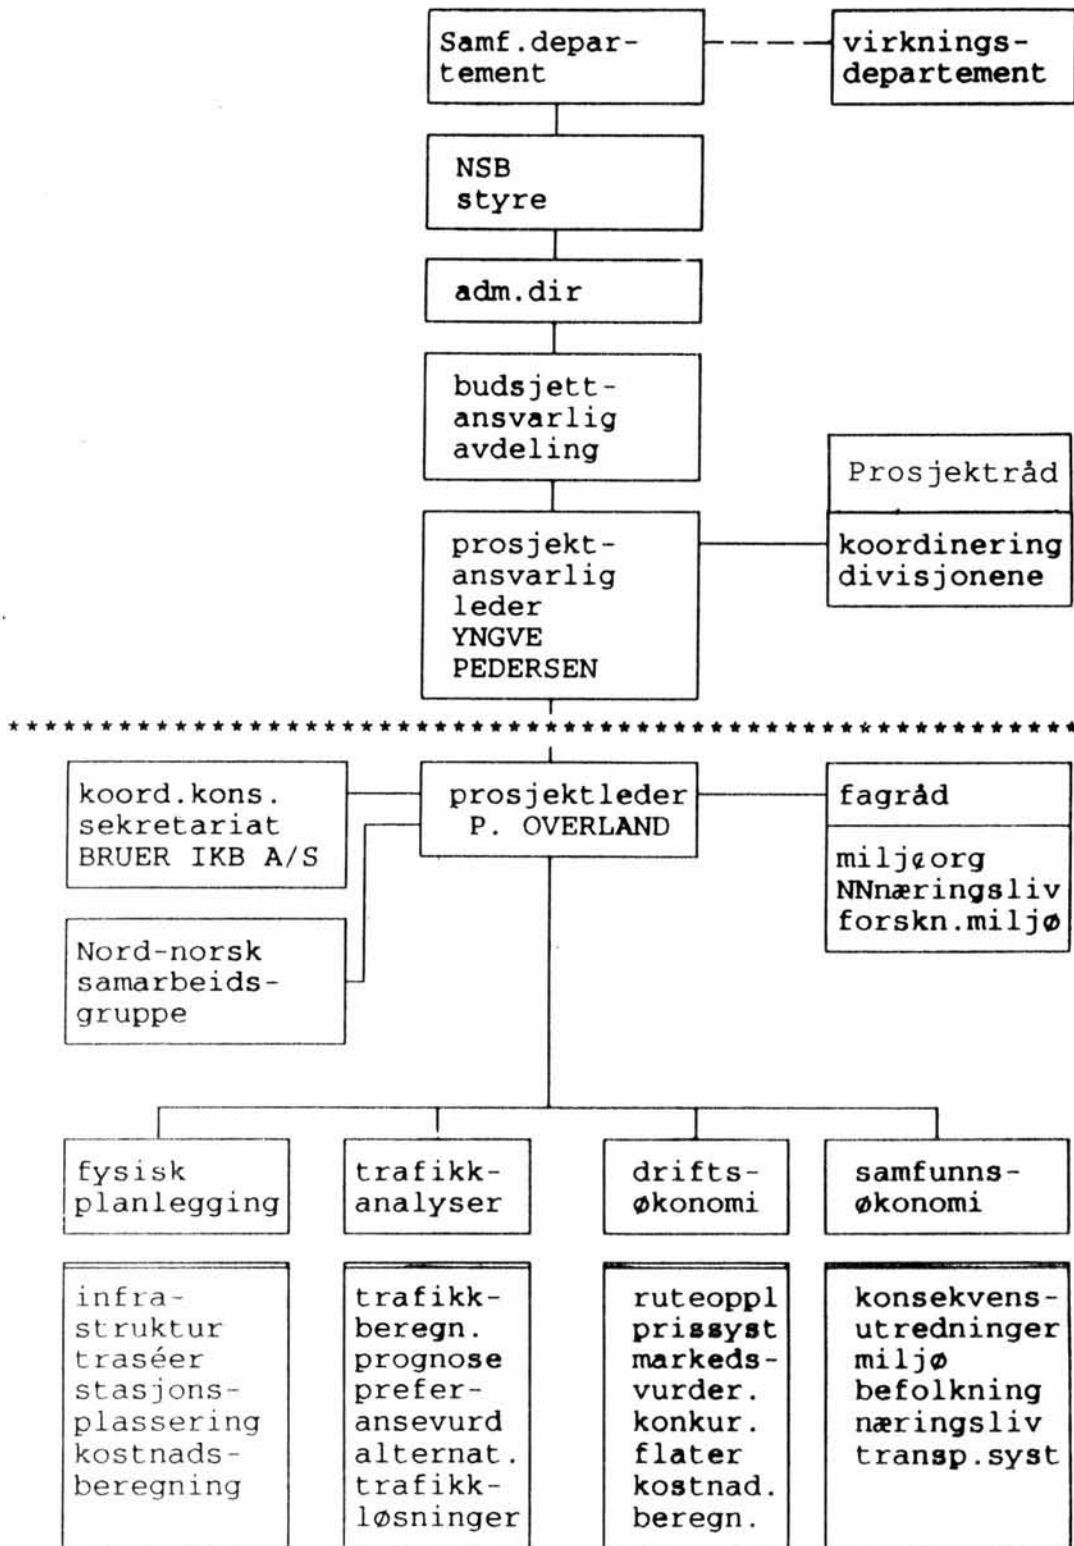 Samf.depar-
tement
virknings-
departement
NSB
styre
adm.dir
budsjett-
ansvarlig
avdeling
Prosjektråd
koordinering
divisjonene
prosjekt-
ansvarlig
leder
YNGVE
PEDERSEN
****************************************************************
koord.kons.
sekretariat
BRUER IKB A/S
prosjektleder
P. OVERLAND
fagråd
miljøorg
NNnæringsliv
forskn.miljø
Nord-norsk
samarbeids-
gruppe
fysisk
planlegging
trafikk-
analyser
drifts-
økonomi
samfunns-
økonomi
infra-
struktur
traséer
stasjons-
plassering
kostnads-
beregning
trafikk-
beregn.
prognose
prefer-
ansevurd
alternat.
trafikk-
løsninger
ruteoppl
prissyst
markeds-
vurder.
konkur.
flater
kostnad.
beregn.
konsekvens-
utredninger
miljø
befolkning
næringsliv
transp.syst